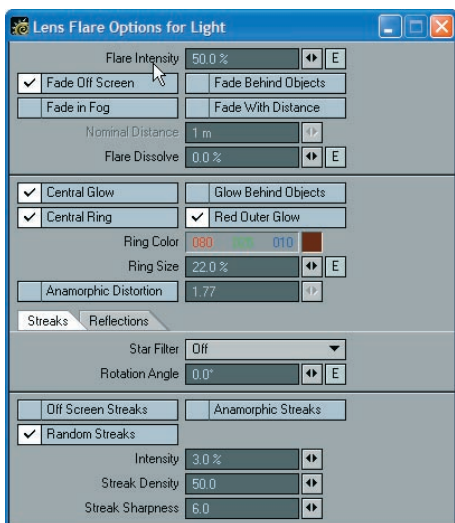 Lens Flare Options for Light
Flare Intensity 50.0 % E
Fade Off Screen Fade Behind Objects
Fade in Fog Fade With Distance
Nominal Distance 1 m
Flare Dissolve 0.0 % E
Central Glow Glow Behind Objects
Central Ring Red Outer Glow
Ring Color 080 010
Ring Size 22.0 % E
Anamorphic Distortion 1.77
Streaks Reflections
Star Filter Off
Rotation Angle 0.0° E
Off Screen Streaks Anamorphic Streaks
Random Streaks
Intensity 3.0 %
Streak Density 50.0
Streak Sharpness 6.0